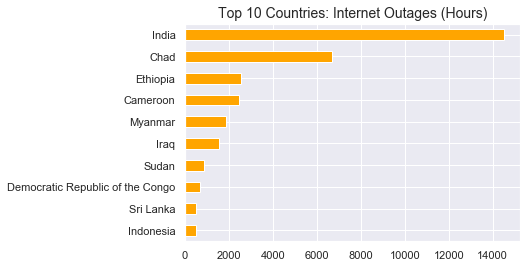 Top 10 Countries: Internet Outages (Hours)
India
Chad
Ethiopia
Cameroon
Myanmar
Iraq
Sudan
Democratic Republic of the Congo
Sri Lanka
Indonesia
0 2000 4000 6000 8000 10000 12000 14000